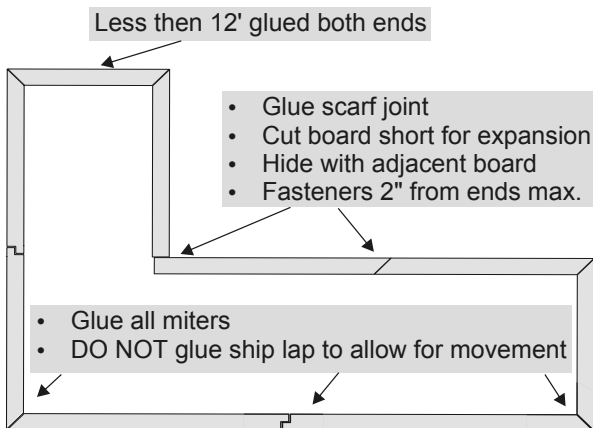 Less then 12' glued both ends
• Glue scarf joint
• Cut board short for expansion
• Hide with adjacent board
• Fasteners 2" from ends max.
• Glue all miters
• DO NOT glue ship lap to allow for movement